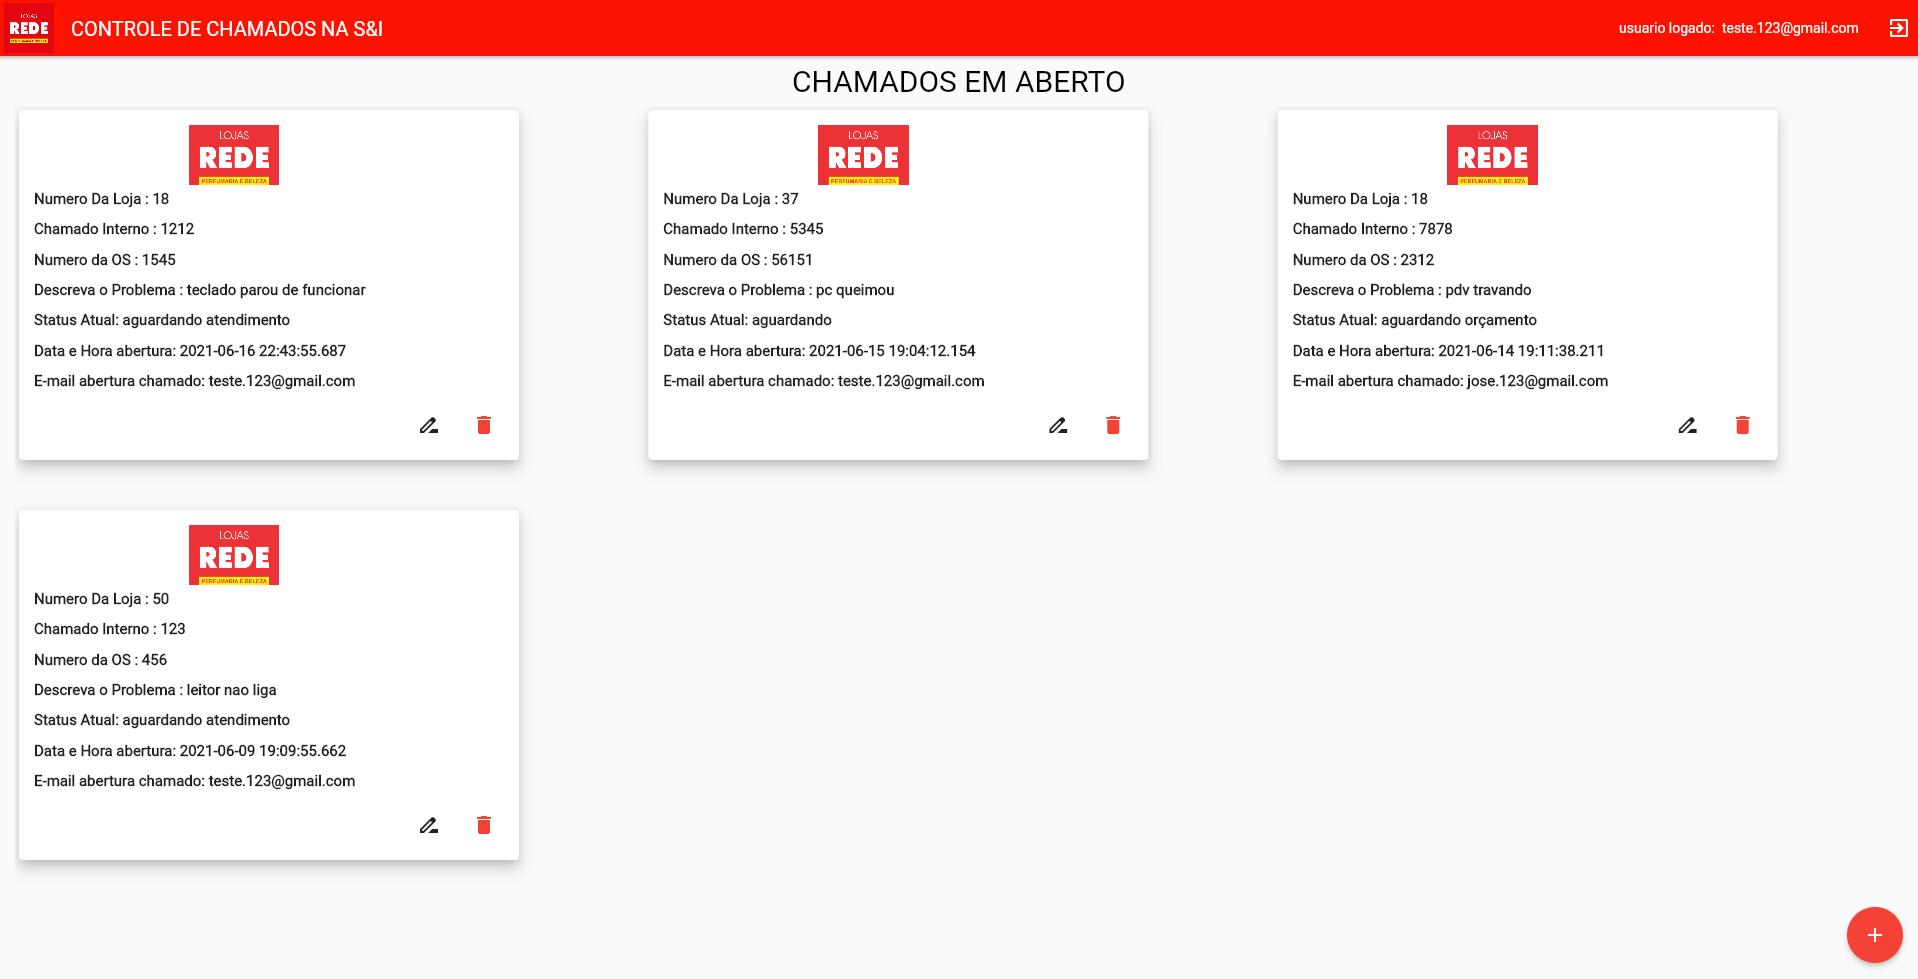 LOJAS
REDE
CONTROLE DE CHAMADOS NA S&I
usuario logado: teste.123@gmail.com
CHAMADOS EM ABERTO
LOJAS
REDE
PERFUMARIA E BELEZA
Numero Da Loja : 18
Chamado Interno : 1212
Numero da OS : 1545
Descreva o Problema : teclado parou de funcionar
Status Atual: aguardando atendimento
Data e Hora abertura: 2021-06-16 22:43:55.687
E-mail abertura chamado: teste.123@gmail.com
LOJAS
REDE
PERFUMARIA E BELEZA
Numero Da Loja : 37
Chamado Interno : 5345
Numero da OS : 56151
Descreva o Problema : pc queimou
Status Atual: aguardando
Data e Hora abertura: 2021-06-15 19:04:12.154
E-mail abertura chamado: teste.123@gmail.com
LOJAS
REDE
PERFUMARIA E BELEZA
Numero Da Loja : 18
Chamado Interno : 7878
Numero da OS : 2312
Descreva o Problema : pdv travando
Status Atual: aguardando orçamento
Data e Hora abertura: 2021-06-14 19:11:38.211
E-mail abertura chamado: jose.123@gmail.com
LOJAS
REDE
PERFUMARIA E BELEZA
Numero Da Loja : 50
Chamado Interno : 123
Numero da OS : 456
Descreva o Problema : leitor nao liga
Status Atual: aguardando atendimento
Data e Hora abertura: 2021-06-09 19:09:55.662
E-mail abertura chamado: teste.123@gmail.com